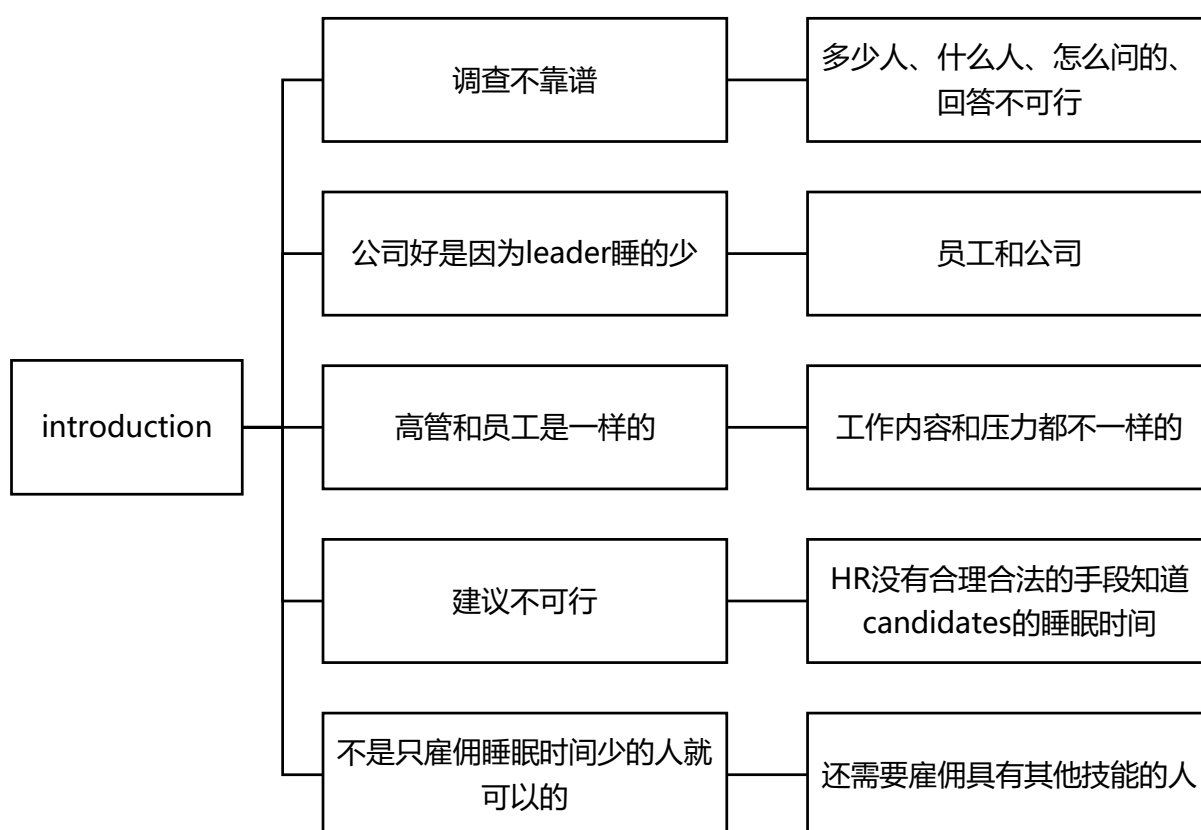 introduction
调查不靠谱
多少人、什么人、怎么问的、
回答不可行
公司好是因为leader睡的少
员工和公司
高管和员工是一样的
工作内容和压力都不一样的
建议不可行
HR没有合理合法的手段知道
candidates的睡眠时间
不是只雇佣睡眠时间少的人就
可以的
还需要雇佣具有其他技能的人